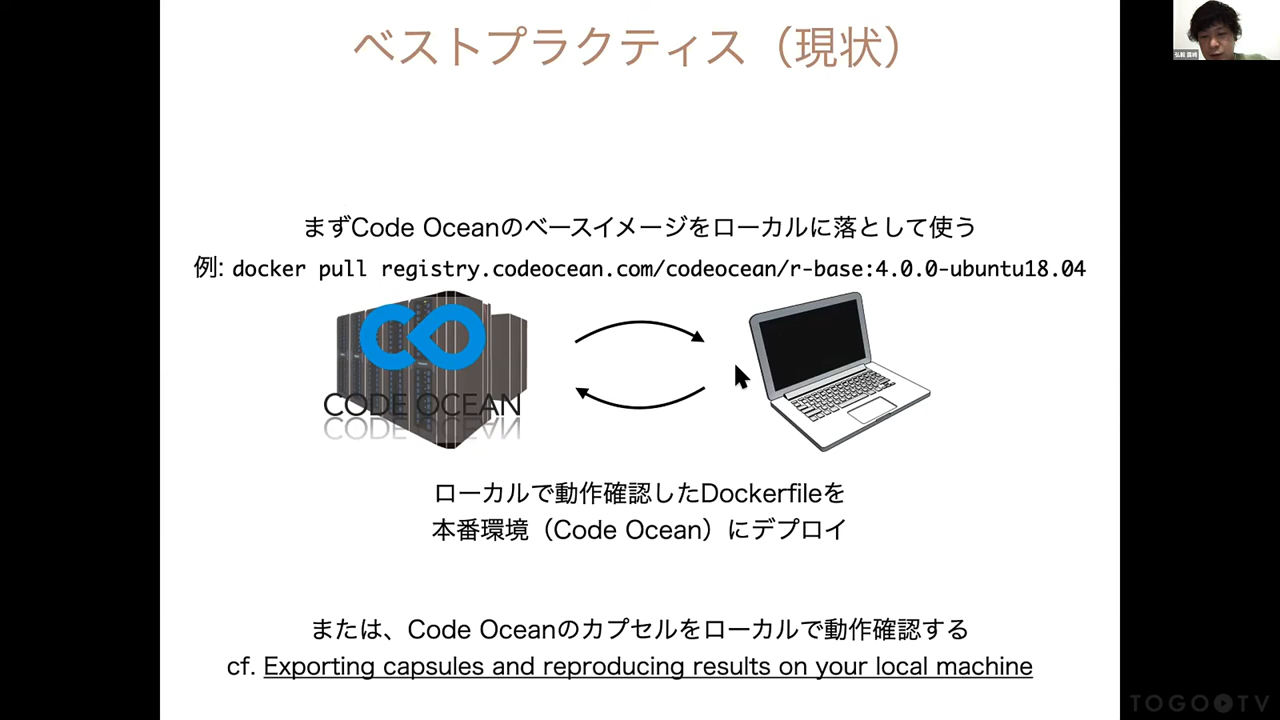 ベストプラクティス（現状）
まずCode Oceanのベースイメージをローカルに落として使う
例: docker pull registry.codeocean.com/codeocean/r-base:4.0.0-ubuntu18.04
CODE OCEAN
ローカルで動作確認したDockerfileを
本番環境（Code Ocean）にデプロイ
または、Code Oceanのカプセルをローカルで動作確認する
cf. Exporting capsules and reproducing results on your local machine
TOGO TV